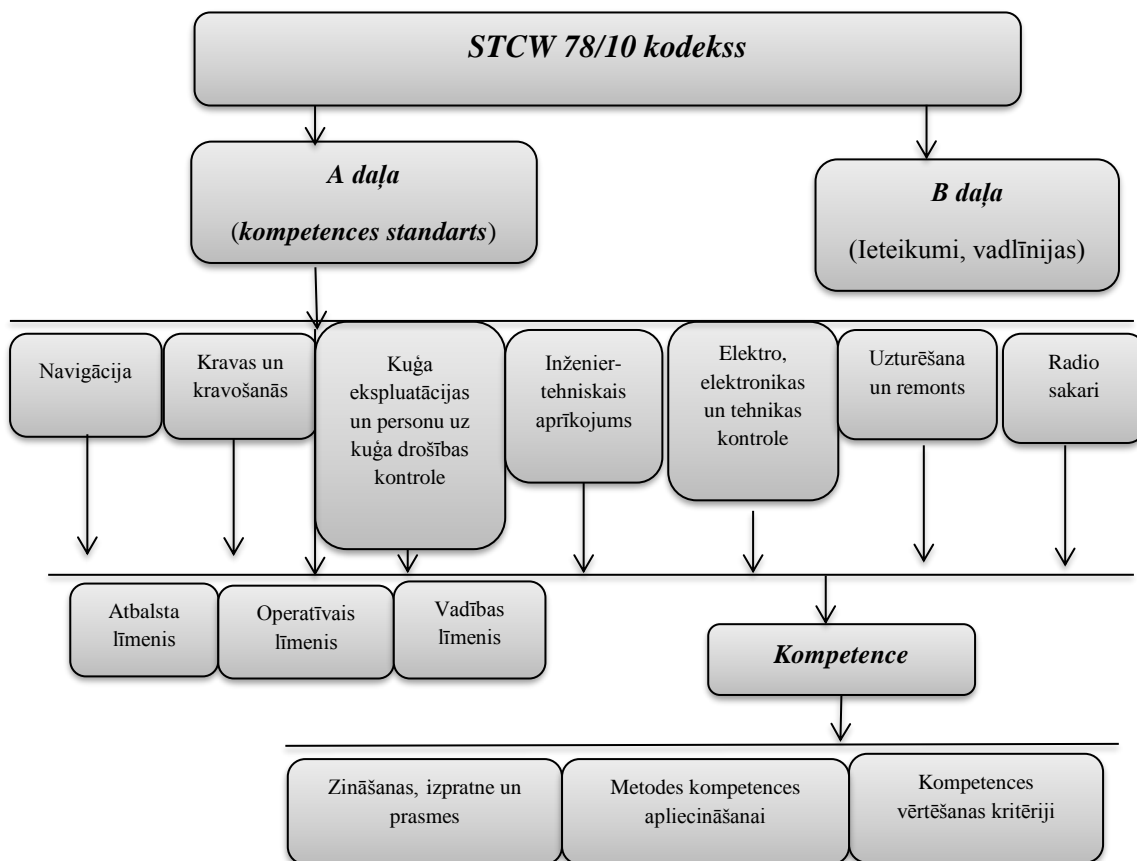 STCW 78/10 kodekss
A daļa
(kompetences standarts)
B daļa
(Ieteikumi, vadlīnijas)
Navigācija
Kravas un
kravošanās
Kuģa
ekspluatācijas
un personu uz
kuģa drošības
kontrole
Inženier-
tehniskais
aprīkojums
Elektro,
elektronikas
un tehnikas
kontrole
Uzturēšana
un remonts
Radio
sakari
Atbalsta
līmenis
Operatīvais
līmenis
Vadības
līmenis
Kompetence
Zināšanas, izpratne un
prasmes
Metodes kompetences
apliecināšanai
Kompetences
vērtēšanas kritēriji